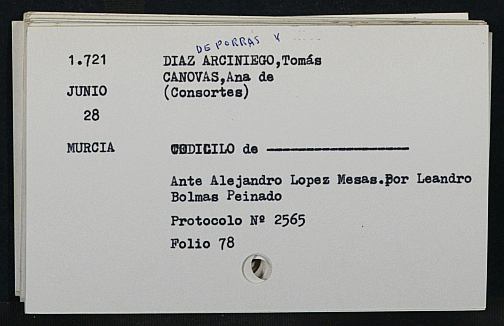 DE PORRAS Y
1.721 DIAZ ARCINIEGO,Tomás
CANOVAS,Ana de
JUNIO (Consortes)
28
MURCIA CODICILO de --------------------
Ante Alejandro Lopez Mesas.Por Leandro
Bolmas Peinado
Protocolo Nº 2565
Folio 78